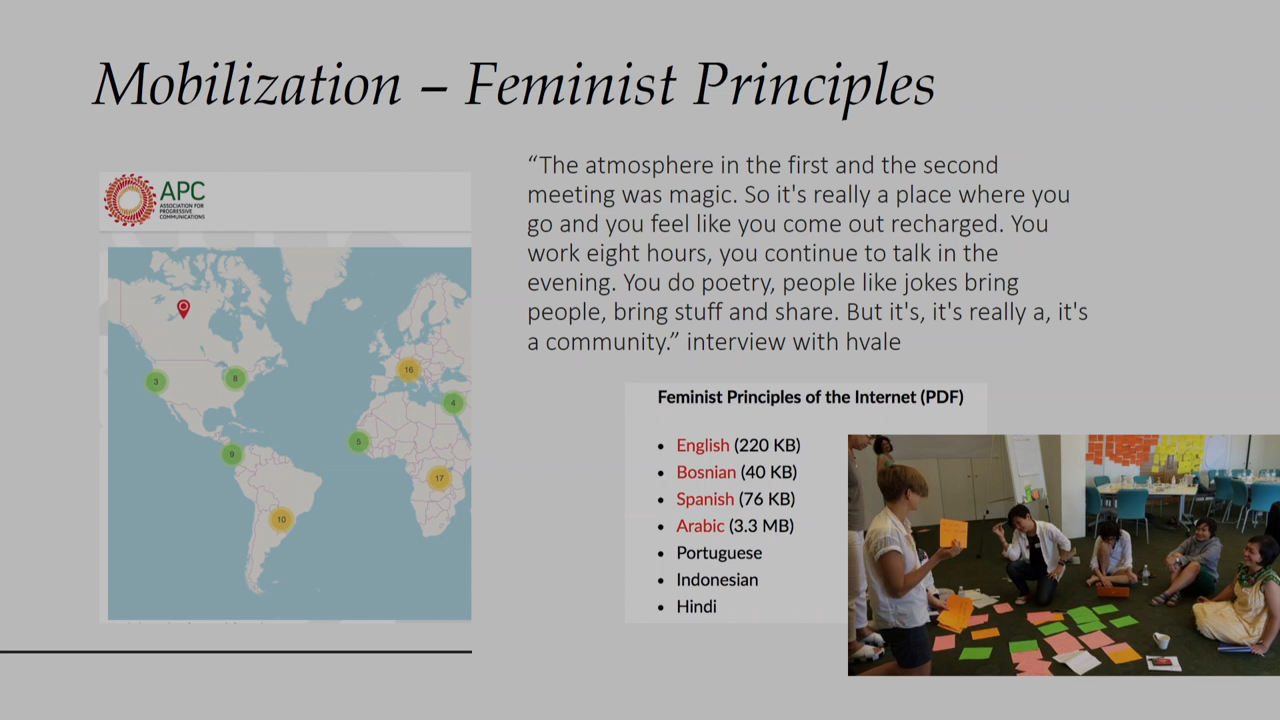 Mobilization – Feminist Principles
APC
ASSOCIATION FOR
PROGRESSIVE
COMMUNICATIONS
“The atmosphere in the first and the second
meeting was magic. So it's really a place where you
go and you feel like you come out recharged. You
work eight hours, you continue to talk in the
evening. You do poetry, people like jokes bring
people, bring stuff and share. But it's, it's really a, it's
a community.” interview with hvale
3
8
16
4
5
9
17
10
Feminist Principles of the Internet (PDF)
• English (220 KB)
• Bosnian (40 KB)
• Spanish (76 KB)
• Arabic (3.3 MB)
• Portuguese
• Indonesian
• Hindi